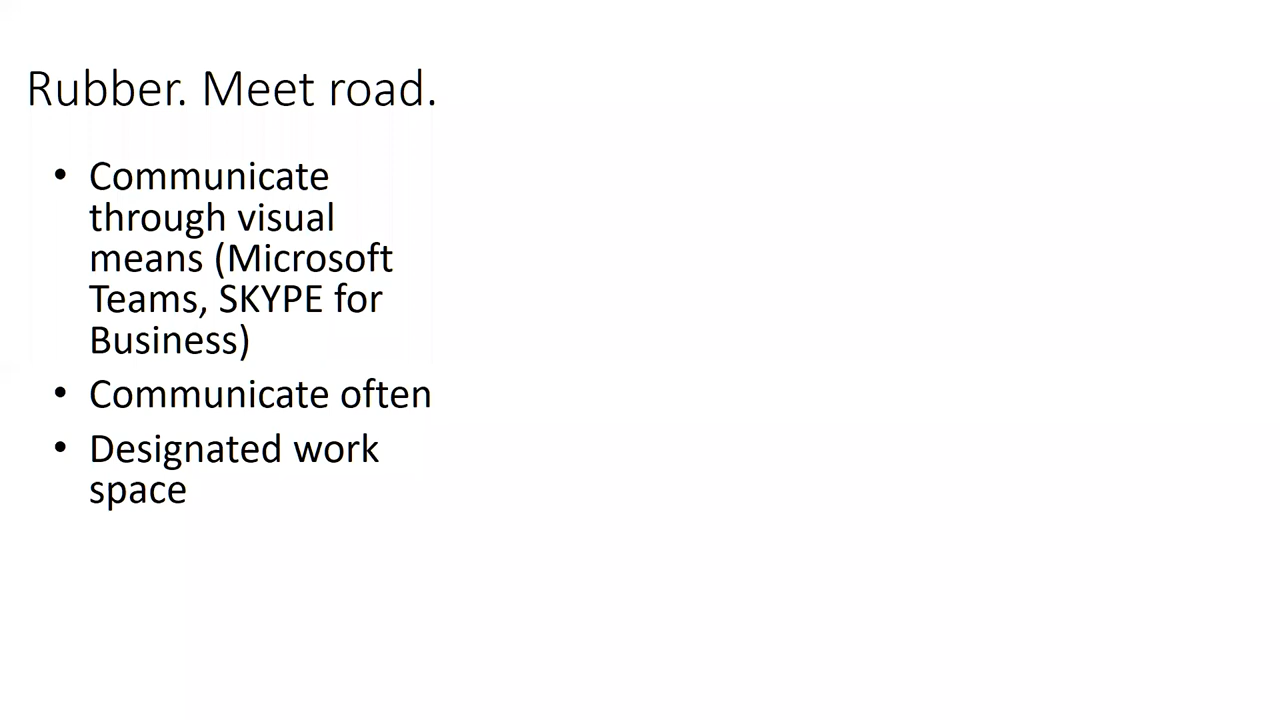 Rubber. Meet road.
• Communicate
through visual
means (Microsoft
Teams, SKYPE for
Business)
• Communicate often
• Designated work
space